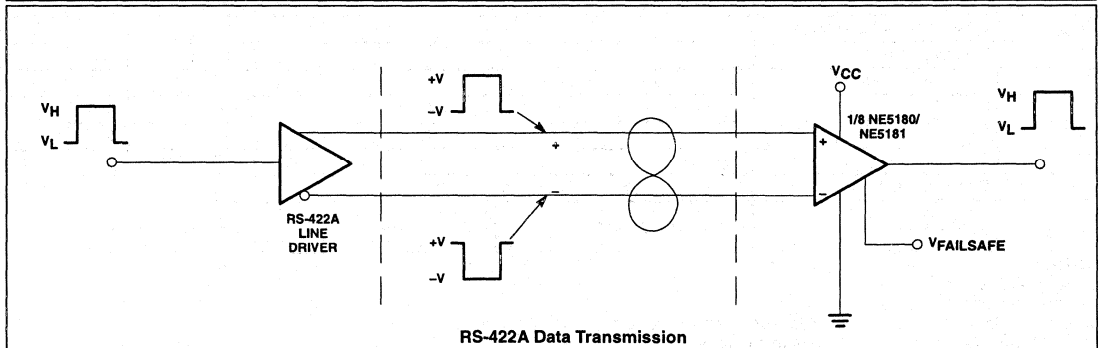 VH
VL
RS-422A
LINE
DRIVER
+V
–V
+
–
+V
–V
VCC
1/8 NE5180/
NE5181
+
–
VFAILSAFE
VH
VL
RS-422A Data Transmission